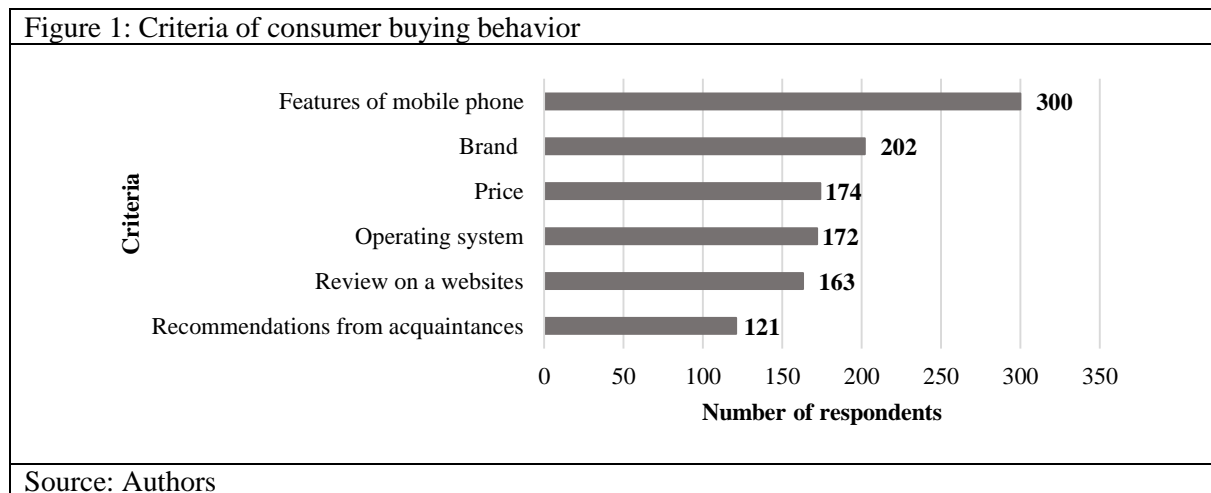 Figure 1: Criteria of consumer buying behavior
Criteria
Features of mobile phone 300
Brand 202
Price 174
Operating system 172
Review on a websites 163
Recommendations from acquaintances 121
0 50 100 150 200 250 300 350
Number of respondents
Source: Authors